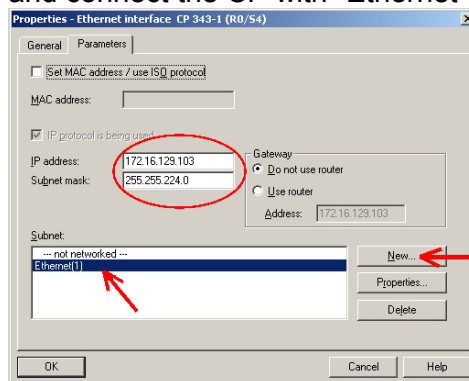 and connect the CP with "Ethernet
Properties - Ethernet interface CP 343-1 (R0/S4)
General Parameters
Set MAC address / use ISO protocol
MAC address:
IP protocol is being used
IP address: 172.16.129.103
Subnet mask: 255.255.224.0
Gateway
Do not use router
Use router
Address: 172.16.129.103
Subnet:
--- not networked ---
Ethernet(1)
New...
Properties...
Delete
OK Cancel Help